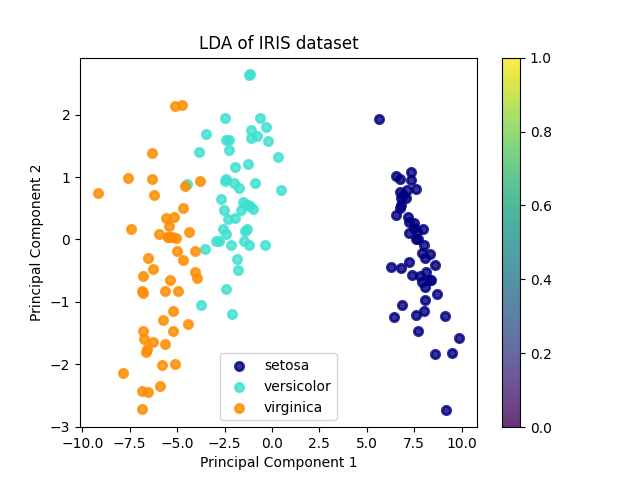 LDA of IRIS dataset
Principal Component 2
2
1
0
−1
−2
−3
−10.0 −7.5 −5.0 −2.5 0.0 2.5 5.0 7.5 10.0
Principal Component 1
setosa
versicolor
virginica
1.0
0.8
0.6
0.4
0.2
0.0